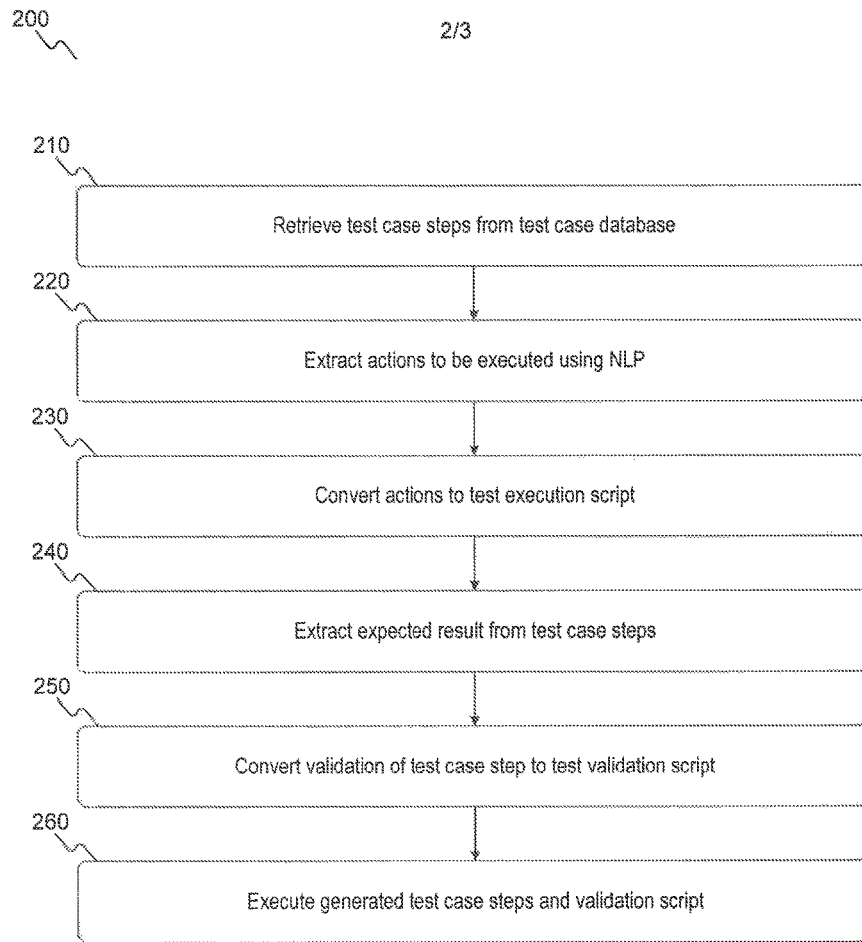 200
2/3
210
Retrieve test case steps from test case database
220
Extract actions to be executed using NLP
230
Convert actions to test execution script
240
Extract expected result from test case steps
250
Convert validation of test case step to test validation script
260
Execute generated test case steps and validation script